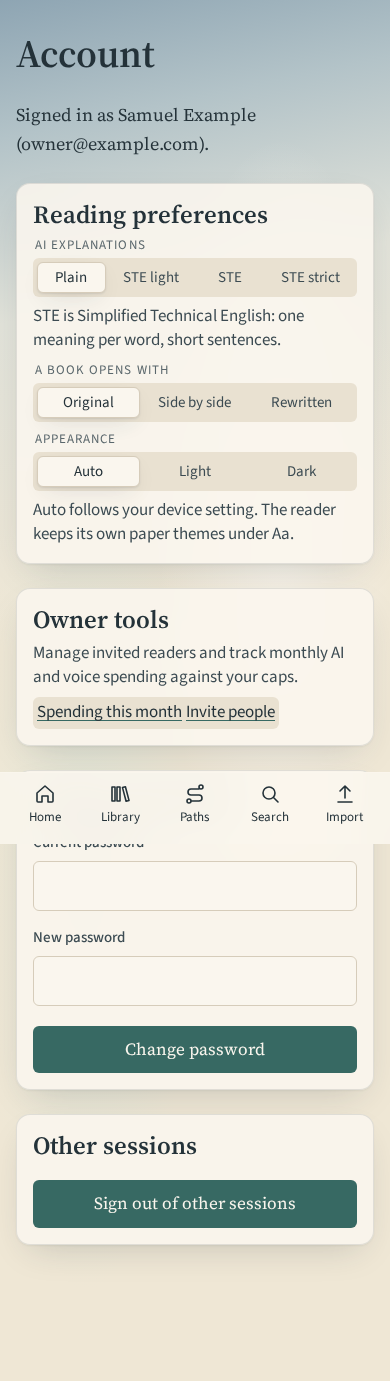 Account
Signed in as Samuel Example
(owner@example.com).
Reading preferences
AI EXPLANATIONS
Plain STE light STE STE strict
STE is Simplified Technical English: one
meaning per word, short sentences.
A BOOK OPENS WITH
Original Side by side Rewritten
APPEARANCE
Auto Light Dark
Auto follows your device setting. The reader
keeps its own paper themes under Aa.
Owner tools
Manage invited readers and track monthly AI
and voice spending against your caps.
Spending this month Invite people
Home Library Paths Search Import
Current password
New password
Change password
Other sessions
Sign out of other sessions